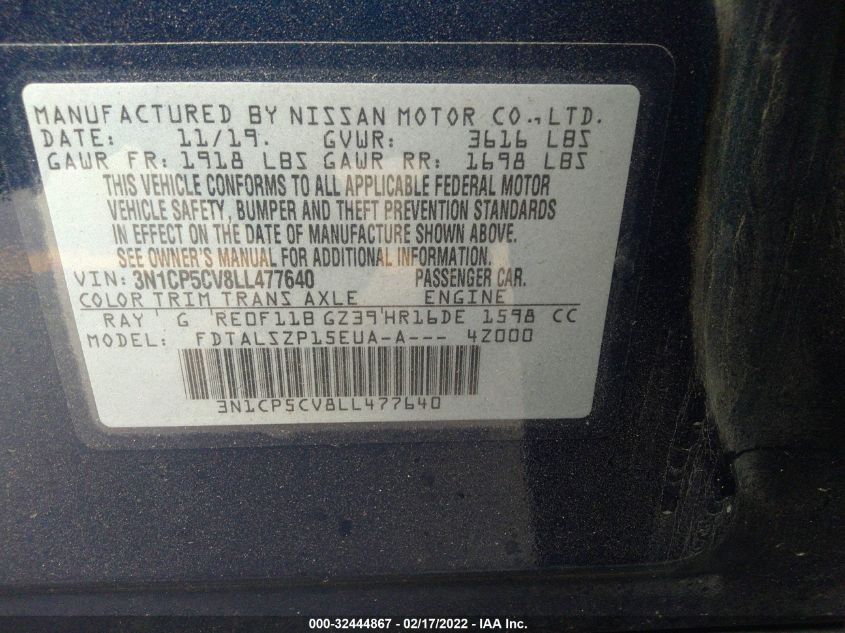 MANUFACTURED BY NISSAN MOTOR CO.,LTD.
DATE: 11/19. GVWR: 3616 LBS
GAWR FR: 1918 LBS GAWR RR: 1698 LBS
THIS VEHICLE CONFORMS TO ALL APPLICABLE FEDERAL MOTOR
VEHICLE SAFETY, BUMPER AND THEFT PREVENTION STANDARDS
IN EFFECT ON THE DATE OF MANUFACTURE SHOWN ABOVE.
SEE OWNER'S MANUAL FOR ADDITIONAL INFORMATION.
VIN: 3N1CP5CV8LL477640 PASSENGER CAR.
COLOR TRIM TRANS AXLE ENGINE
RAY ' G 'RE0F11B GZ39'HR16DE 1598 CC
MODEL: FDTALSZP15EUA-A--- 4Z000
3N1CP5CV8LL477640
000-32444867 - 02/17/2022 - IAA Inc.